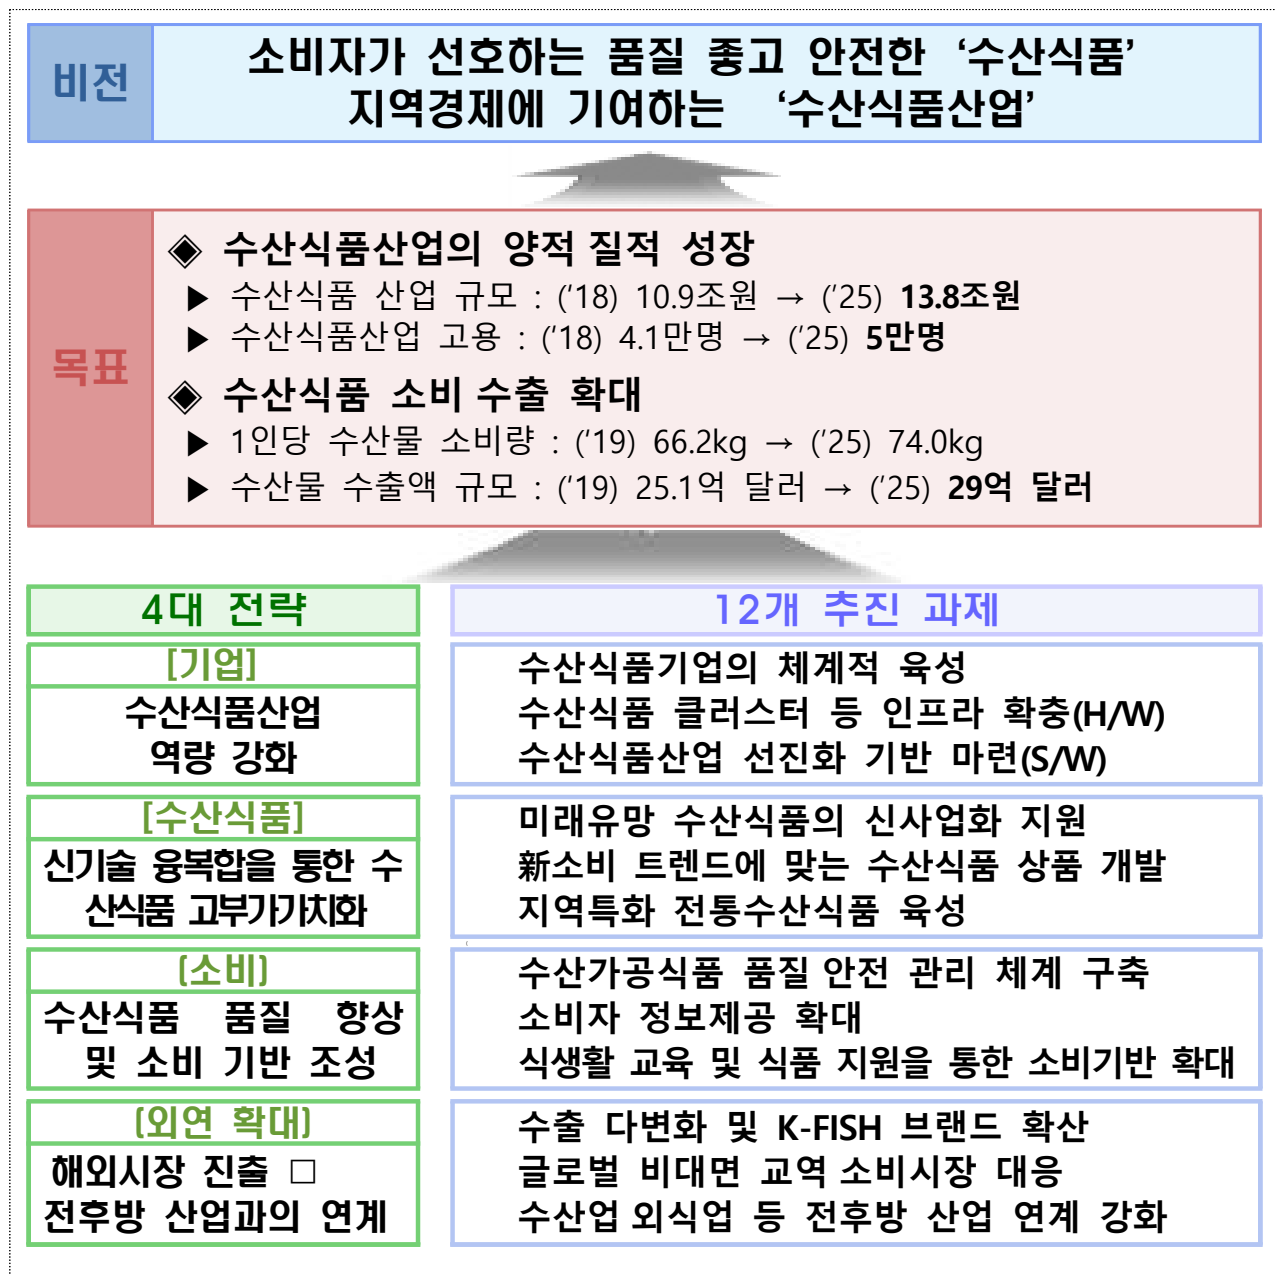 비전
소비자가 선호하는 품질 좋고 안전한 ‘수산식품’
지역경제에 기여하는 ‘수산식품산업’
목표
◈ 수산식품산업의 양적 질적 성장
▶ 수산식품 산업 규모 : (’18) 10.9조원 → (’25) 13.8조원
▶ 수산식품산업 고용 : (’18) 4.1만명 → (’25) 5만명
◈ 수산식품 소비 수출 확대
▶ 1인당 수산물 소비량 : (’19) 66.2kg → (’25) 74.0kg
▶ 수산물 수출액 규모 : (’19) 25.1억 달러 → (’25) 29억 달러
4대 전략
12개 추진 과제
[기업]
수산식품산업
역량 강화
수산식품기업의 체계적 육성
수산식품 클러스터 등 인프라 확충(H/W)
수산식품산업 선진화 기반 마련(S/W)
[수산식품]
신기술 융복합을 통한 수
산식품 고부가가치화
미래유망 수산식품의 신사업화 지원
新소비 트렌드에 맞는 수산식품 상품 개발
지역특화 전통수산식품 육성
[소비]
수산식품 품질 향상
및 소비 기반 조성
수산가공식품 품질 안전 관리 체계 구축
소비자 정보제공 확대
식생활 교육 및 식품 지원을 통한 소비기반 확대
[외연 확대]
해외시장 진출 □
전후방 산업과의 연계
수출 다변화 및 K-FISH 브랜드 확산
글로벌 비대면 교역 소비시장 대응
수산업 외식업 등 전후방 산업 연계 강화